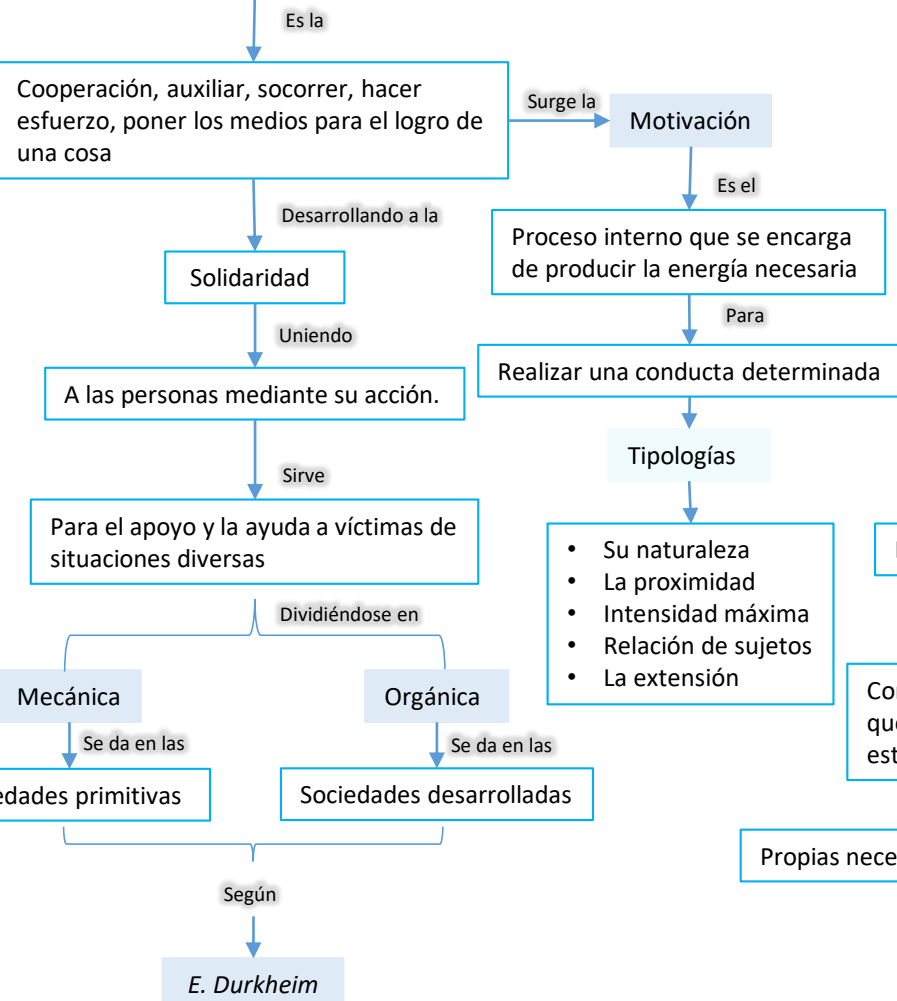 Es la
Cooperación, auxiliar, socorrer, hacer
esfuerzo, poner los medios para el logro de
una cosa
Surge la
Motivación
Es el
Proceso interno que se encarga
de producir la energía necesaria
Para
Realizar una conducta determinada
Tipologías
• Su naturaleza
• La proximidad
• Intensidad máxima
• Relación de sujetos
• La extensión
Desarrollando a la
Solidaridad
Uniendo
A las personas mediante su acción.
Sirve
Para el apoyo y la ayuda a víctimas de
situaciones diversas
Dividiéndose en
Mecánica
Se da en las
edades primitivas
Orgánica
Se da en las
Sociedades desarrolladas
Según
E. Durkheim
Propias nece